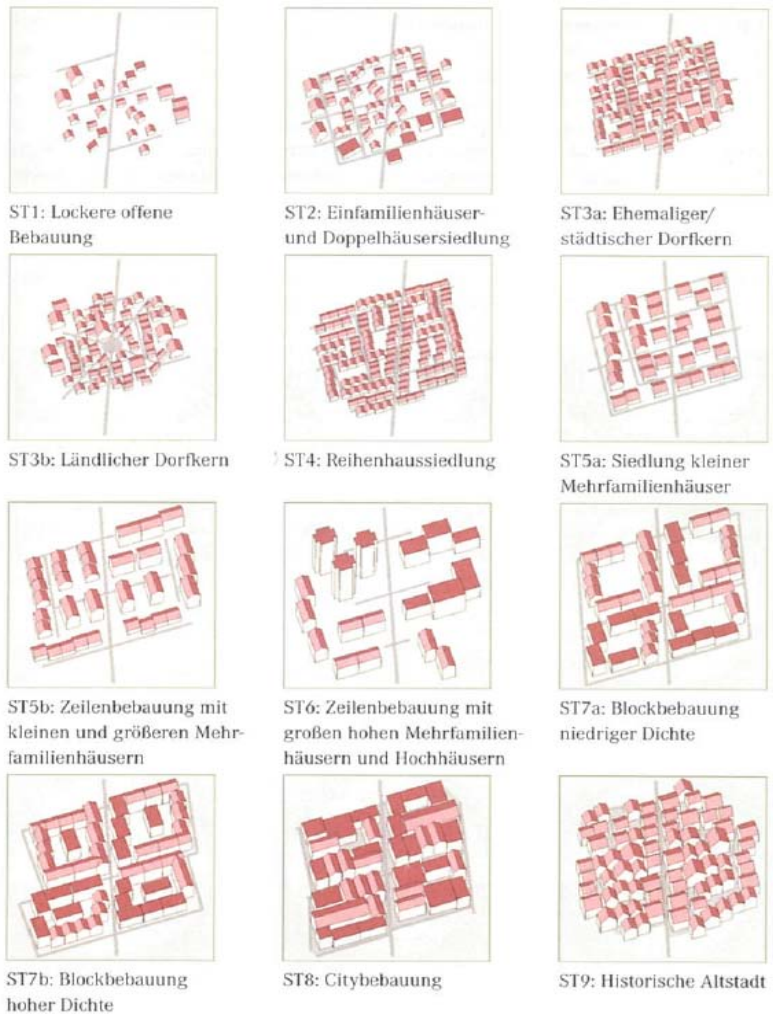 ST1: Lockere offene
Bebauung
ST2: Einfamilienhäuser-
und Doppelhäusersiedlung
ST3a: Ehemaliger/
städtischer Dorfkern
ST3b: Ländlicher Dorfkern
ST4: Reihenhaussiedlung
ST5a: Siedlung kleiner
Mehrfamilienhäuser
ST5b: Zeilenbebauung mit
kleinen und größeren Mehr-
familienhäusern
ST6: Zeilenbebauung mit
großen hohen Mehrfamilien-
häusern und Hochhäusern
ST7a: Blockbebauung
niedriger Dichte
ST7b: Blockbebauung
hoher Dichte
ST8: Citybebauung
ST9: Historische Altstadt